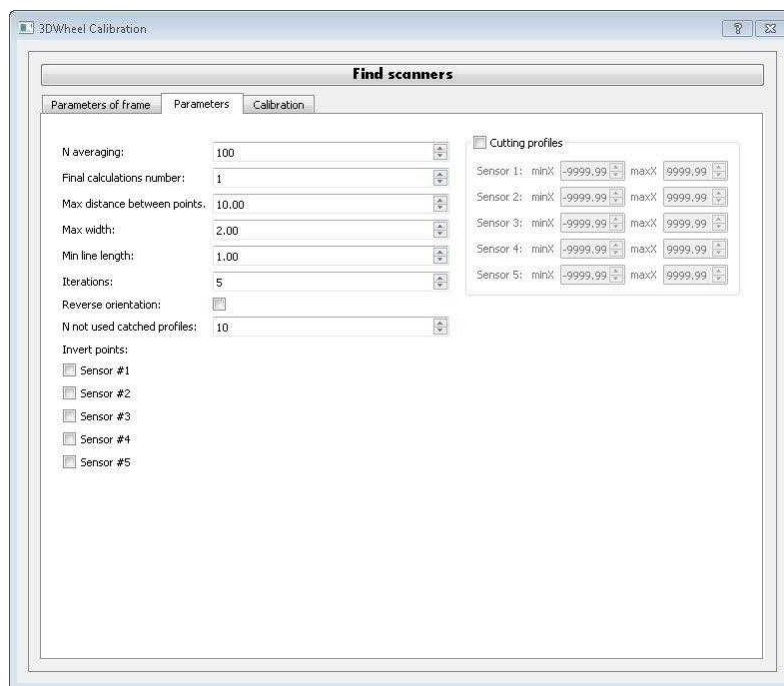 3DWheel Calibration
Find scanners
Parameters of frame Parameters Calibration
N averaging: 100
Final calculations number: 1
Max distance between points. 10.00
Max width: 2.00
Min line length: 1.00
Iterations: 5
Reverse orientation:
N not used catched profiles: 10
Invert points:
Sensor #1
Sensor #2
Sensor #3
Sensor #4
Sensor #5
Cutting profiles
Sensor 1: minX -9999.99 maxX 9999.99
Sensor 2: minX -9999.99 maxX 9999.99
Sensor 3: minX -9999.99 maxX 9999.99
Sensor 4: minX -9999.99 maxX 9999.99
Sensor 5: minX -9999.99 maxX 9999.99